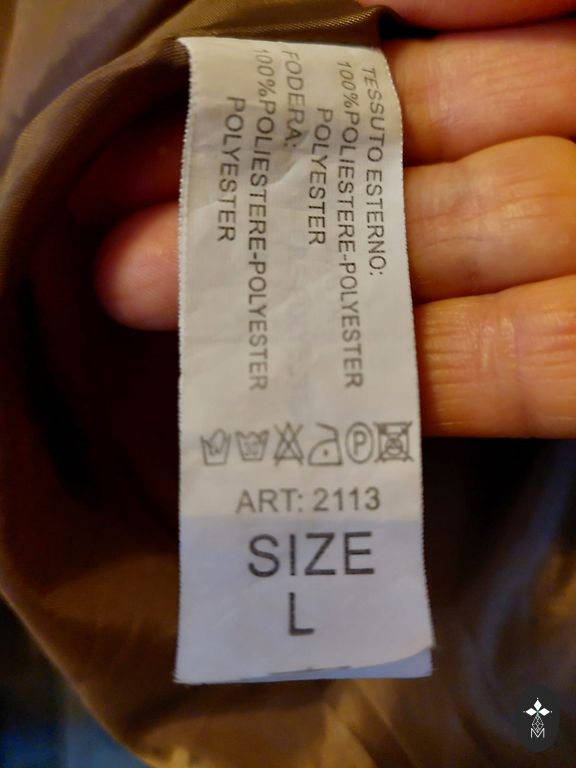 TESSUTO ESTERNO:
100%POLIESTERE-POLYESTER
POLYESTER
FODERA:
100%POLIESTERE-POLYESTER
POLYESTER
P
ART: 2113
SIZE
L